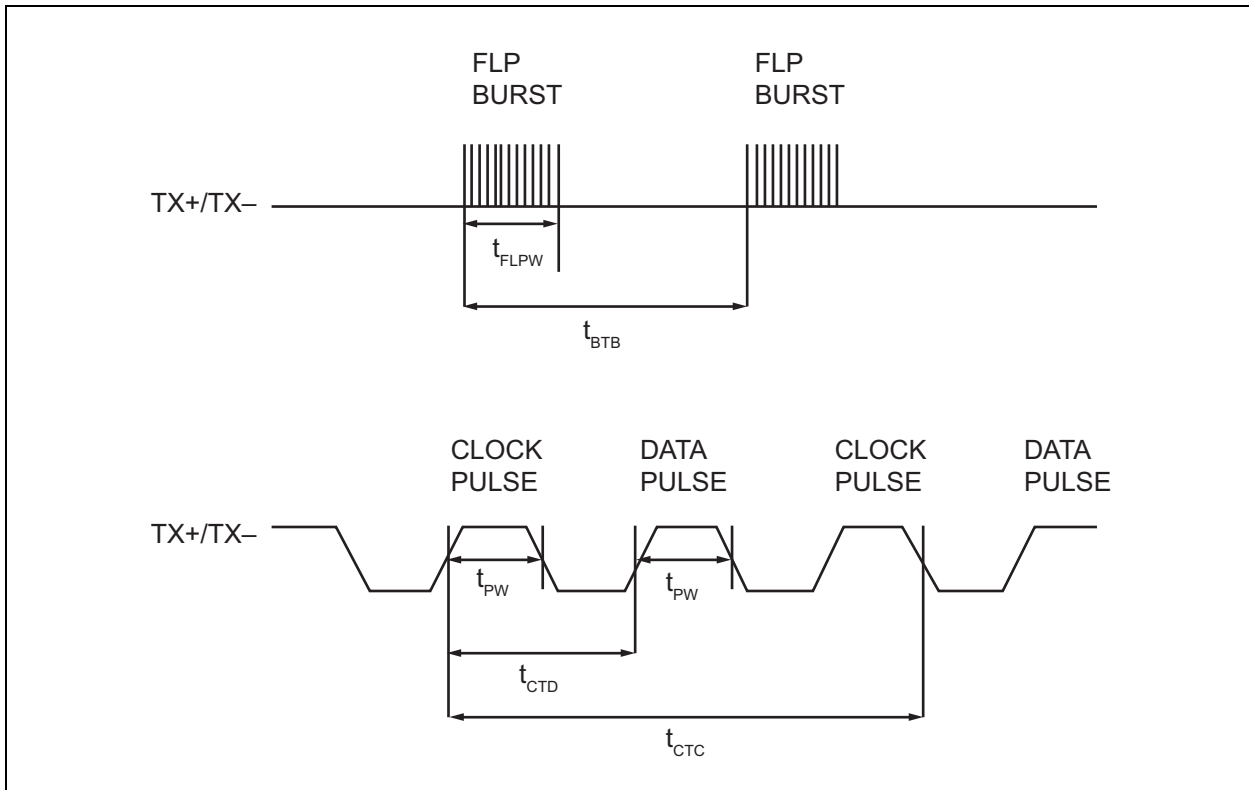 FLP
BURST
FLP
BURST
TX+/TX–
tFLPW
tBTB
CLOCK
PULSE
DATA
PULSE
CLOCK
PULSE
DATA
PULSE
TX+/TX–
tPW
tPW
tCTD
tCTC